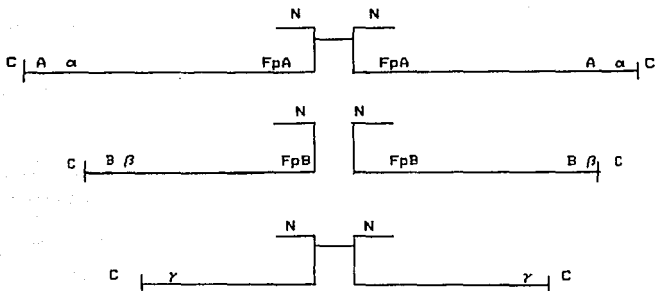 N N
C A α FpA FpA A α C
N N
C B β FpB FpB B β C
N N
C γ γ C